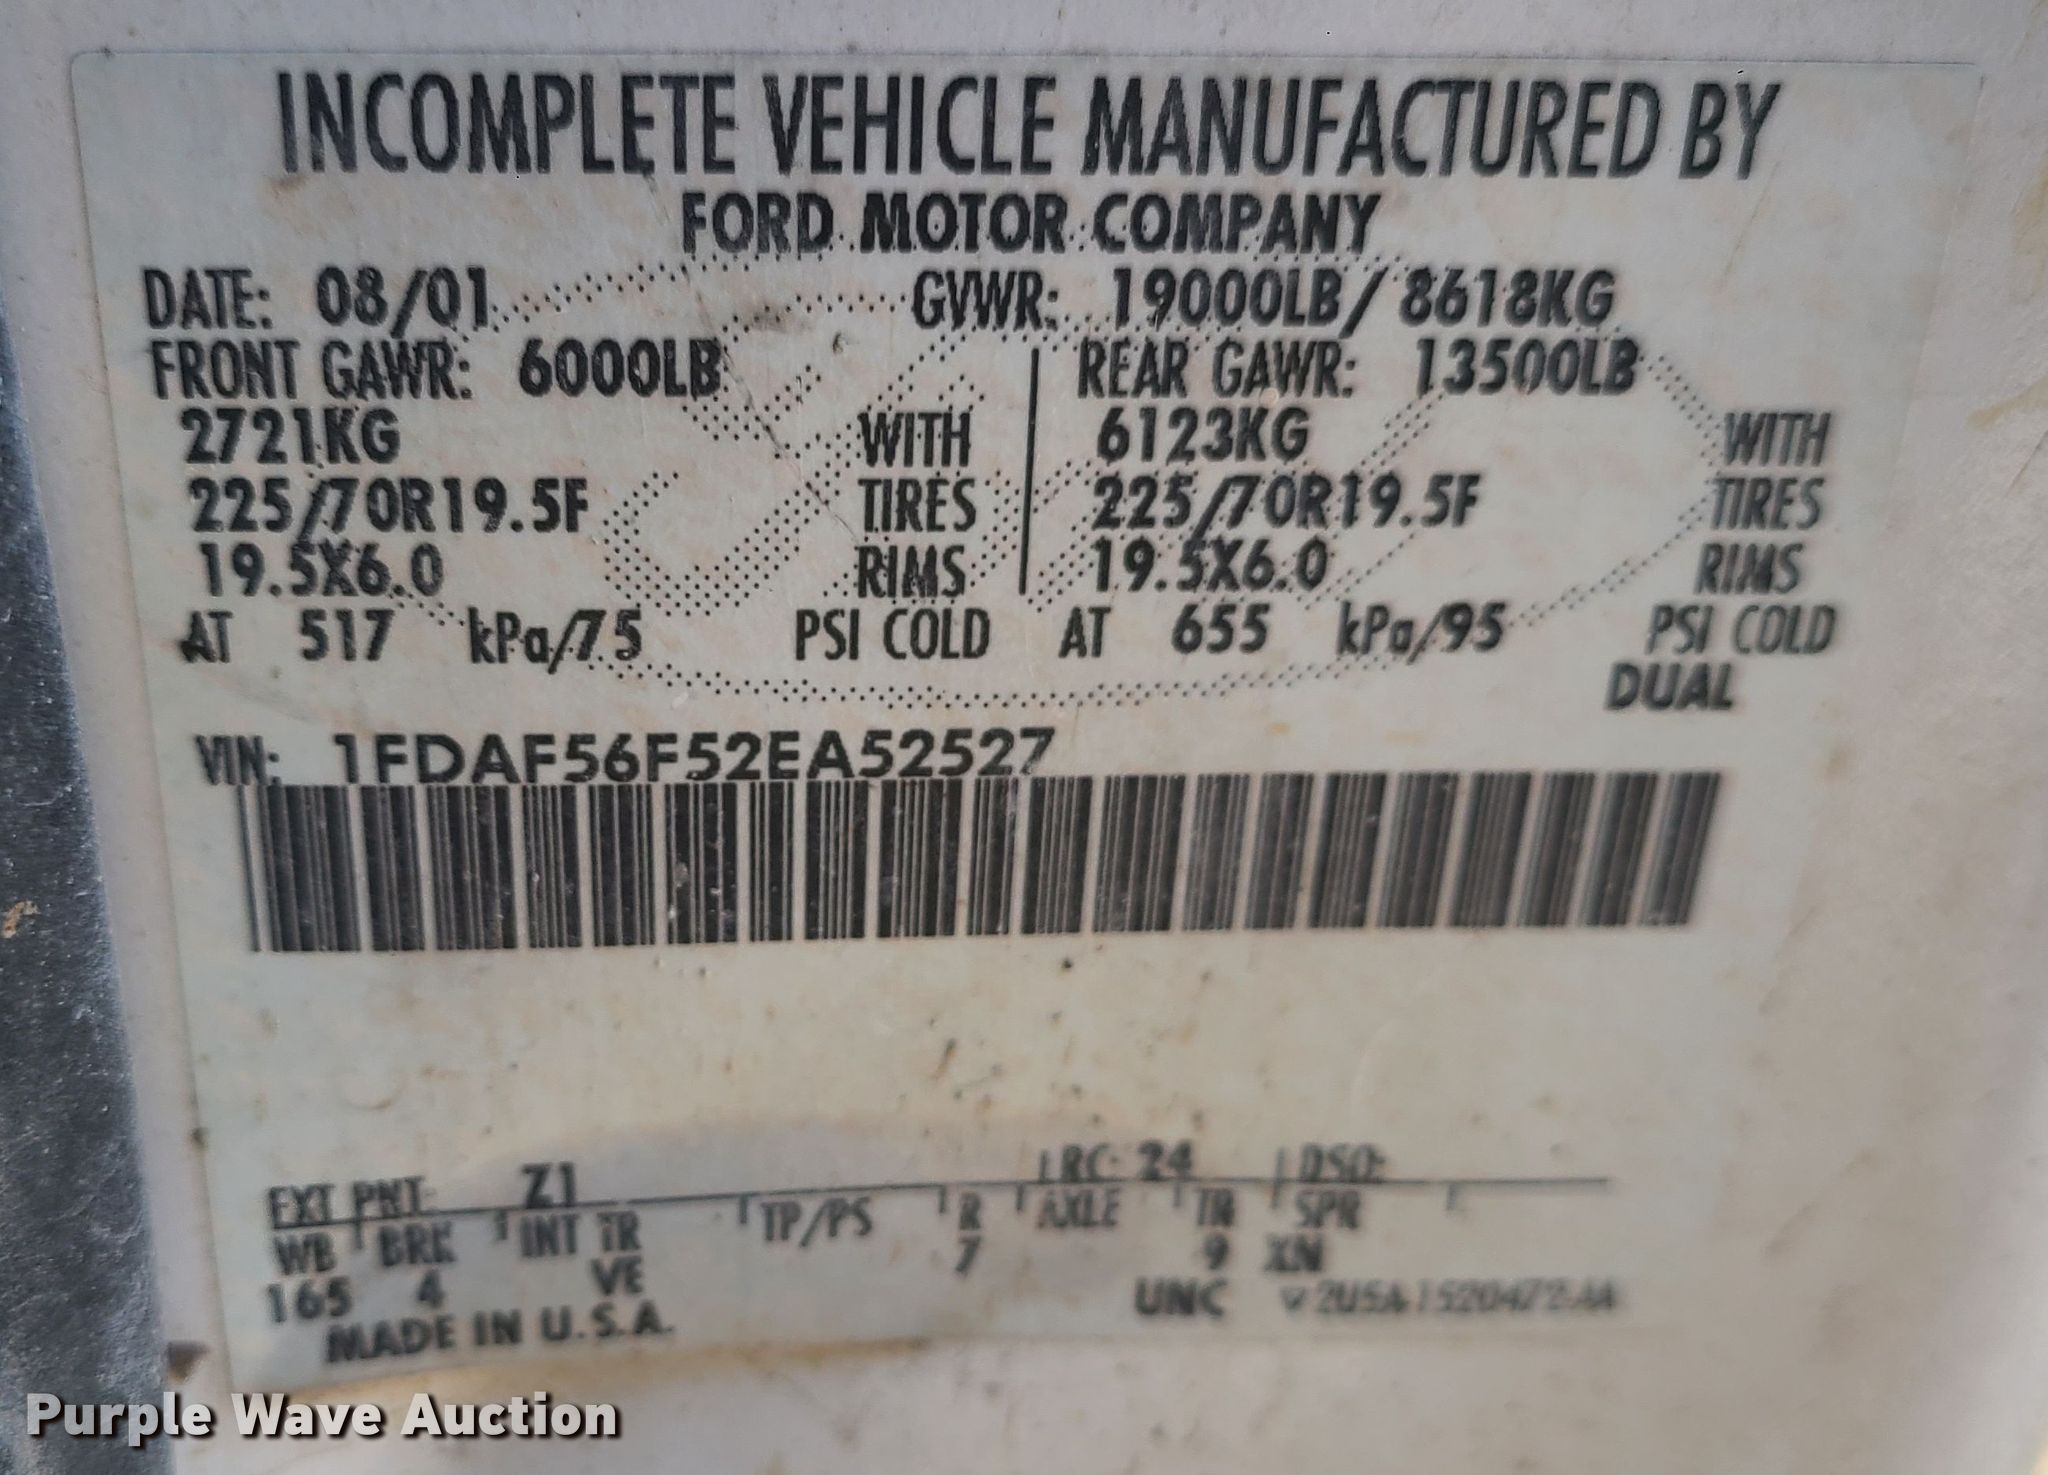 INCOMPLETE VEHICLE MANUFACTURED BY
FORD MOTOR COMPANY
DATE: 08/01 GVWR: 19000LB/ 8618KG
FRONT GAWR: 6000LB REAR GAWR: 13500LB
2721KG WITH 6123KG WITH
225/70R19.5F TIRES 225/70R19.5F TIRES
19.5X6.0 RIMS 19.5X6.0 RIMS
AT 517 kPa/75 PSI COLD AT 655 kPa/95 PSI COLD
DUAL
VIN: 1FDAF56F52EA52527
EXT PNT: Z1 RC: 24 DSO:
WB BRK INT TR TP/PS R AXLE TR SPR
165 4 VE 7 9 XN
MADE IN U.S.A. UNC
Purple Wave Auction